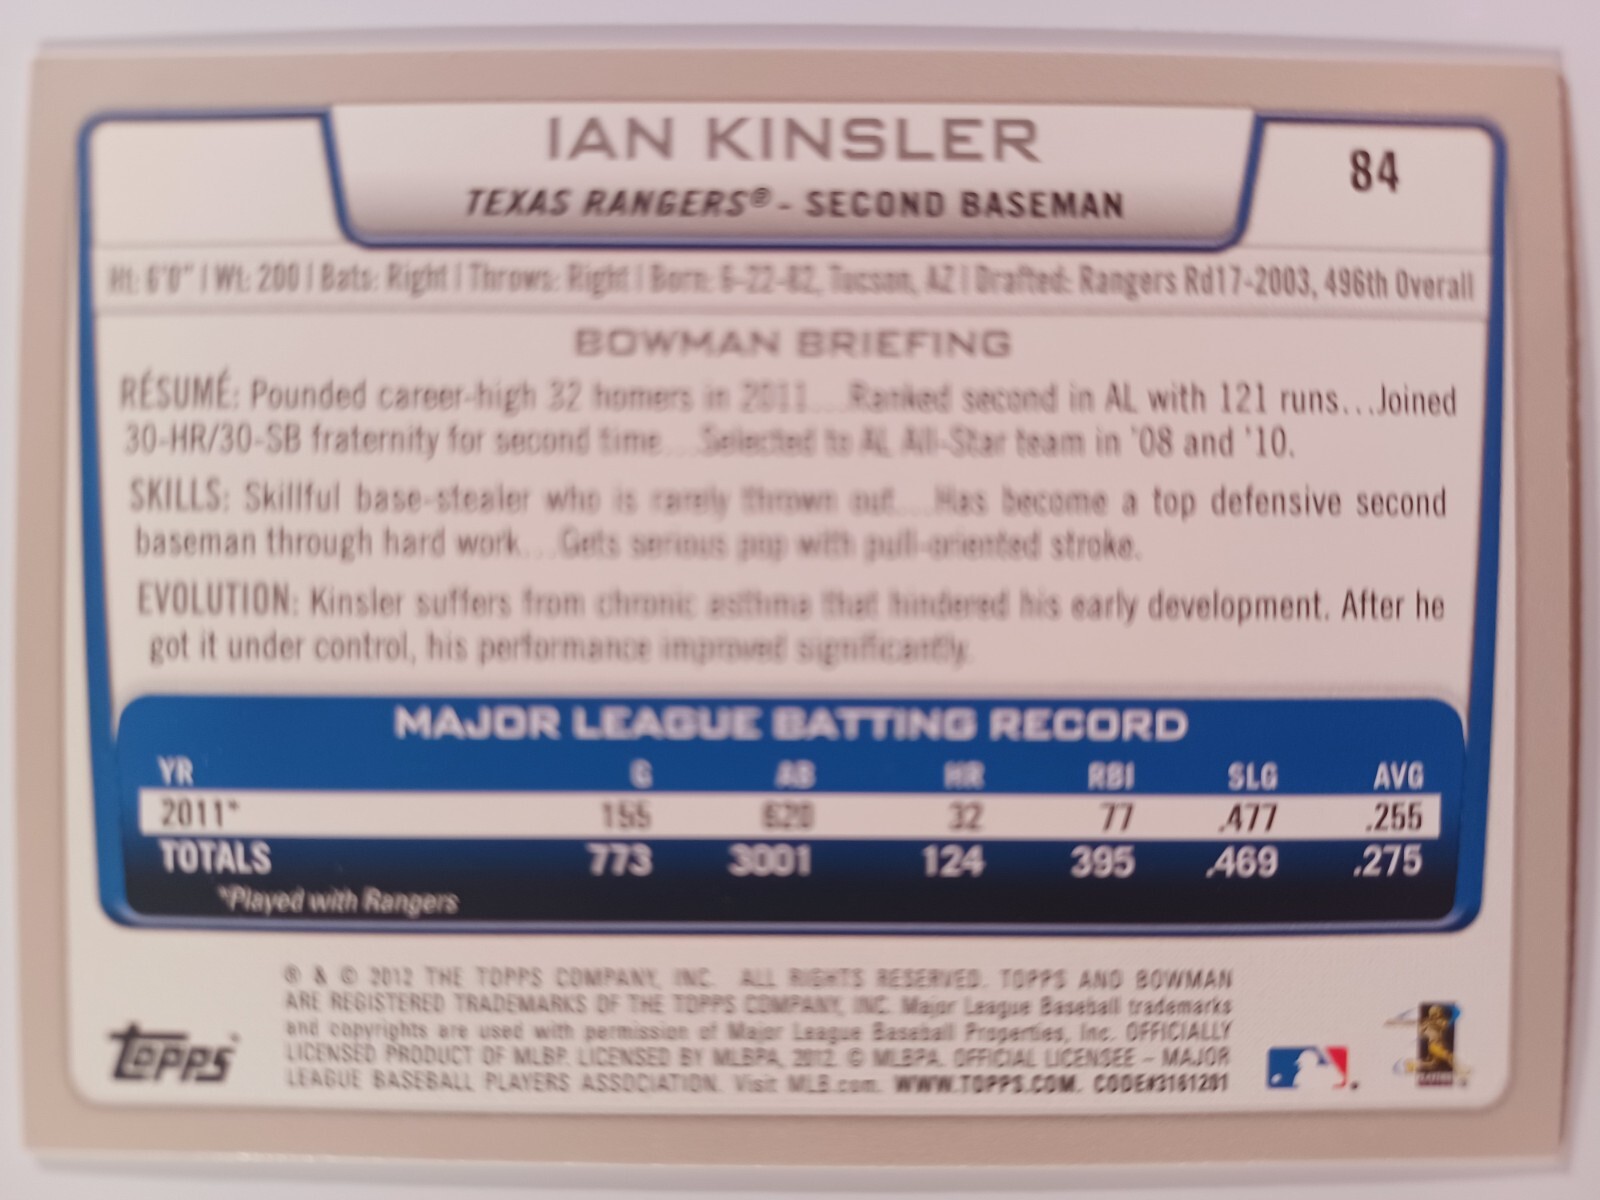 IAN KINSLER
84
TEXAS RANGERS® - SECOND BASEMAN
Ht: 6'0" | Wt: 200 | Bats: Right | Throws: Right | Born: 6-22-82, Tucson, AZ | Drafted: Rangers Rd17-2003, 496th Overall
BOWMAN BRIEFING
RÉSUMÉ: Pounded career-high 32 homers in 2011...Ranked second in AL with 121 runs...Joined
30-HR/30-SB fraternity for second time...Selected to AL All-Star team in '08 and '10.
SKILLS: Skillful base-stealer who is rarely thrown out...Has become a top defensive second
baseman through hard work...Gets serious pop with pull-oriented stroke.
EVOLUTION: Kinsler suffers from chronic asthma that hindered his early development. After he
got it under control, his performance improved significantly.
MAJOR LEAGUE BATTING RECORD
YR G AB HR RBI SLG AVG
2011* 155 620 32 77 .477 .255
TOTALS 773 3001 124 395 .469 .275
*Played with Rangers
® & © 2012 THE TOPPS COMPANY, INC. ALL RIGHTS RESERVED. TOPPS AND BOWMAN
ARE REGISTERED TRADEMARKS OF THE TOPPS COMPANY, INC. Major League Baseball trademarks
and copyrights are used with permission of Major League Baseball Properties, Inc. OFFICIALLY
LICENSED PRODUCT OF MLBP. LICENSED BY MLBPA, 2012. © MLBPA. OFFICIAL LICENSEE – MAJOR
LEAGUE BASEBALL PLAYERS ASSOCIATION. Visit MLB.com. WWW.TOPPS.COM. CODE#3161201
topps